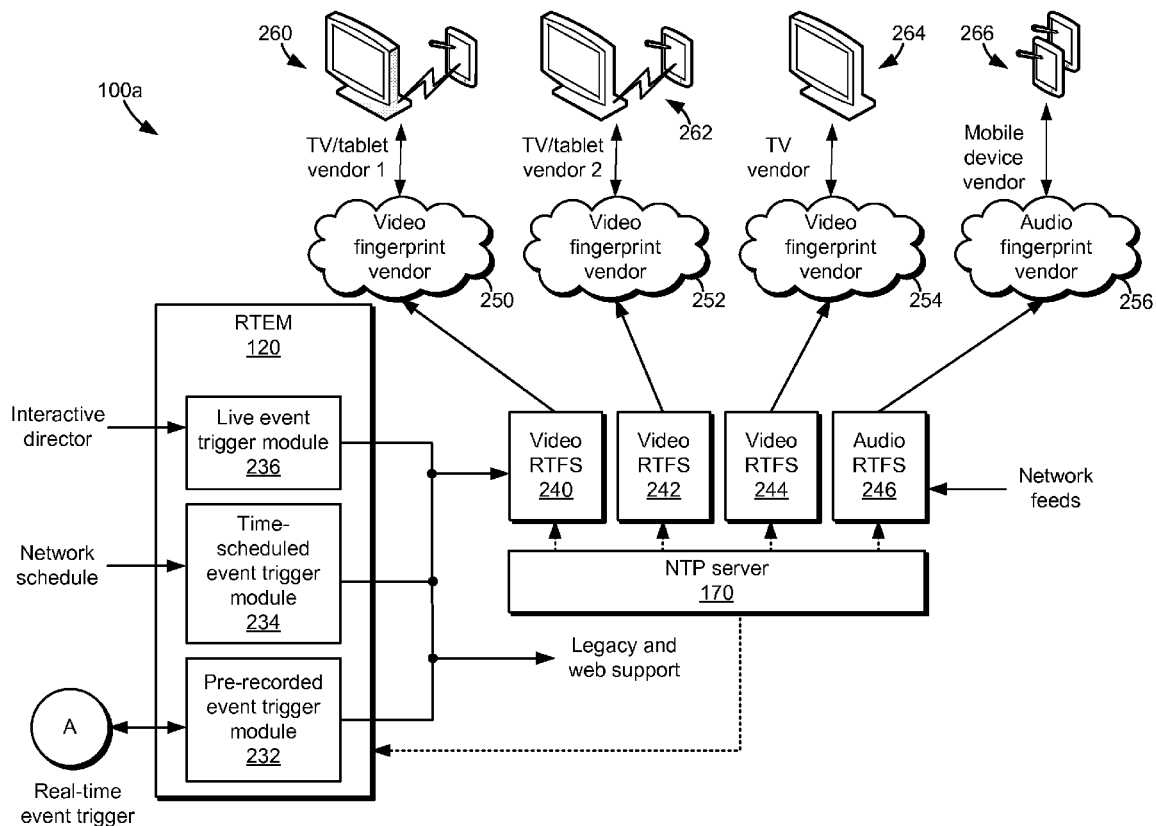 260
264
266
100a
262
TV/tablet
vendor 1
TV/tablet
vendor 2
TV
vendor
Mobile
device
vendor
Video
fingerprint
vendor
250
Video
fingerprint
vendor
252
Video
fingerprint
vendor
254
Audio
fingerprint
vendor
256
RTEM
120
Interactive
director
Live event
trigger module
236
Video
RTFS
240
Video
RTFS
242
Video
RTFS
244
Audio
RTFS
246
Network
feeds
Network
schedule
Time-
scheduled
event trigger
module
234
NTP server
170
Legacy and
web support
A
Real-time
event trigger
Pre-recorded
event trigger
module
232